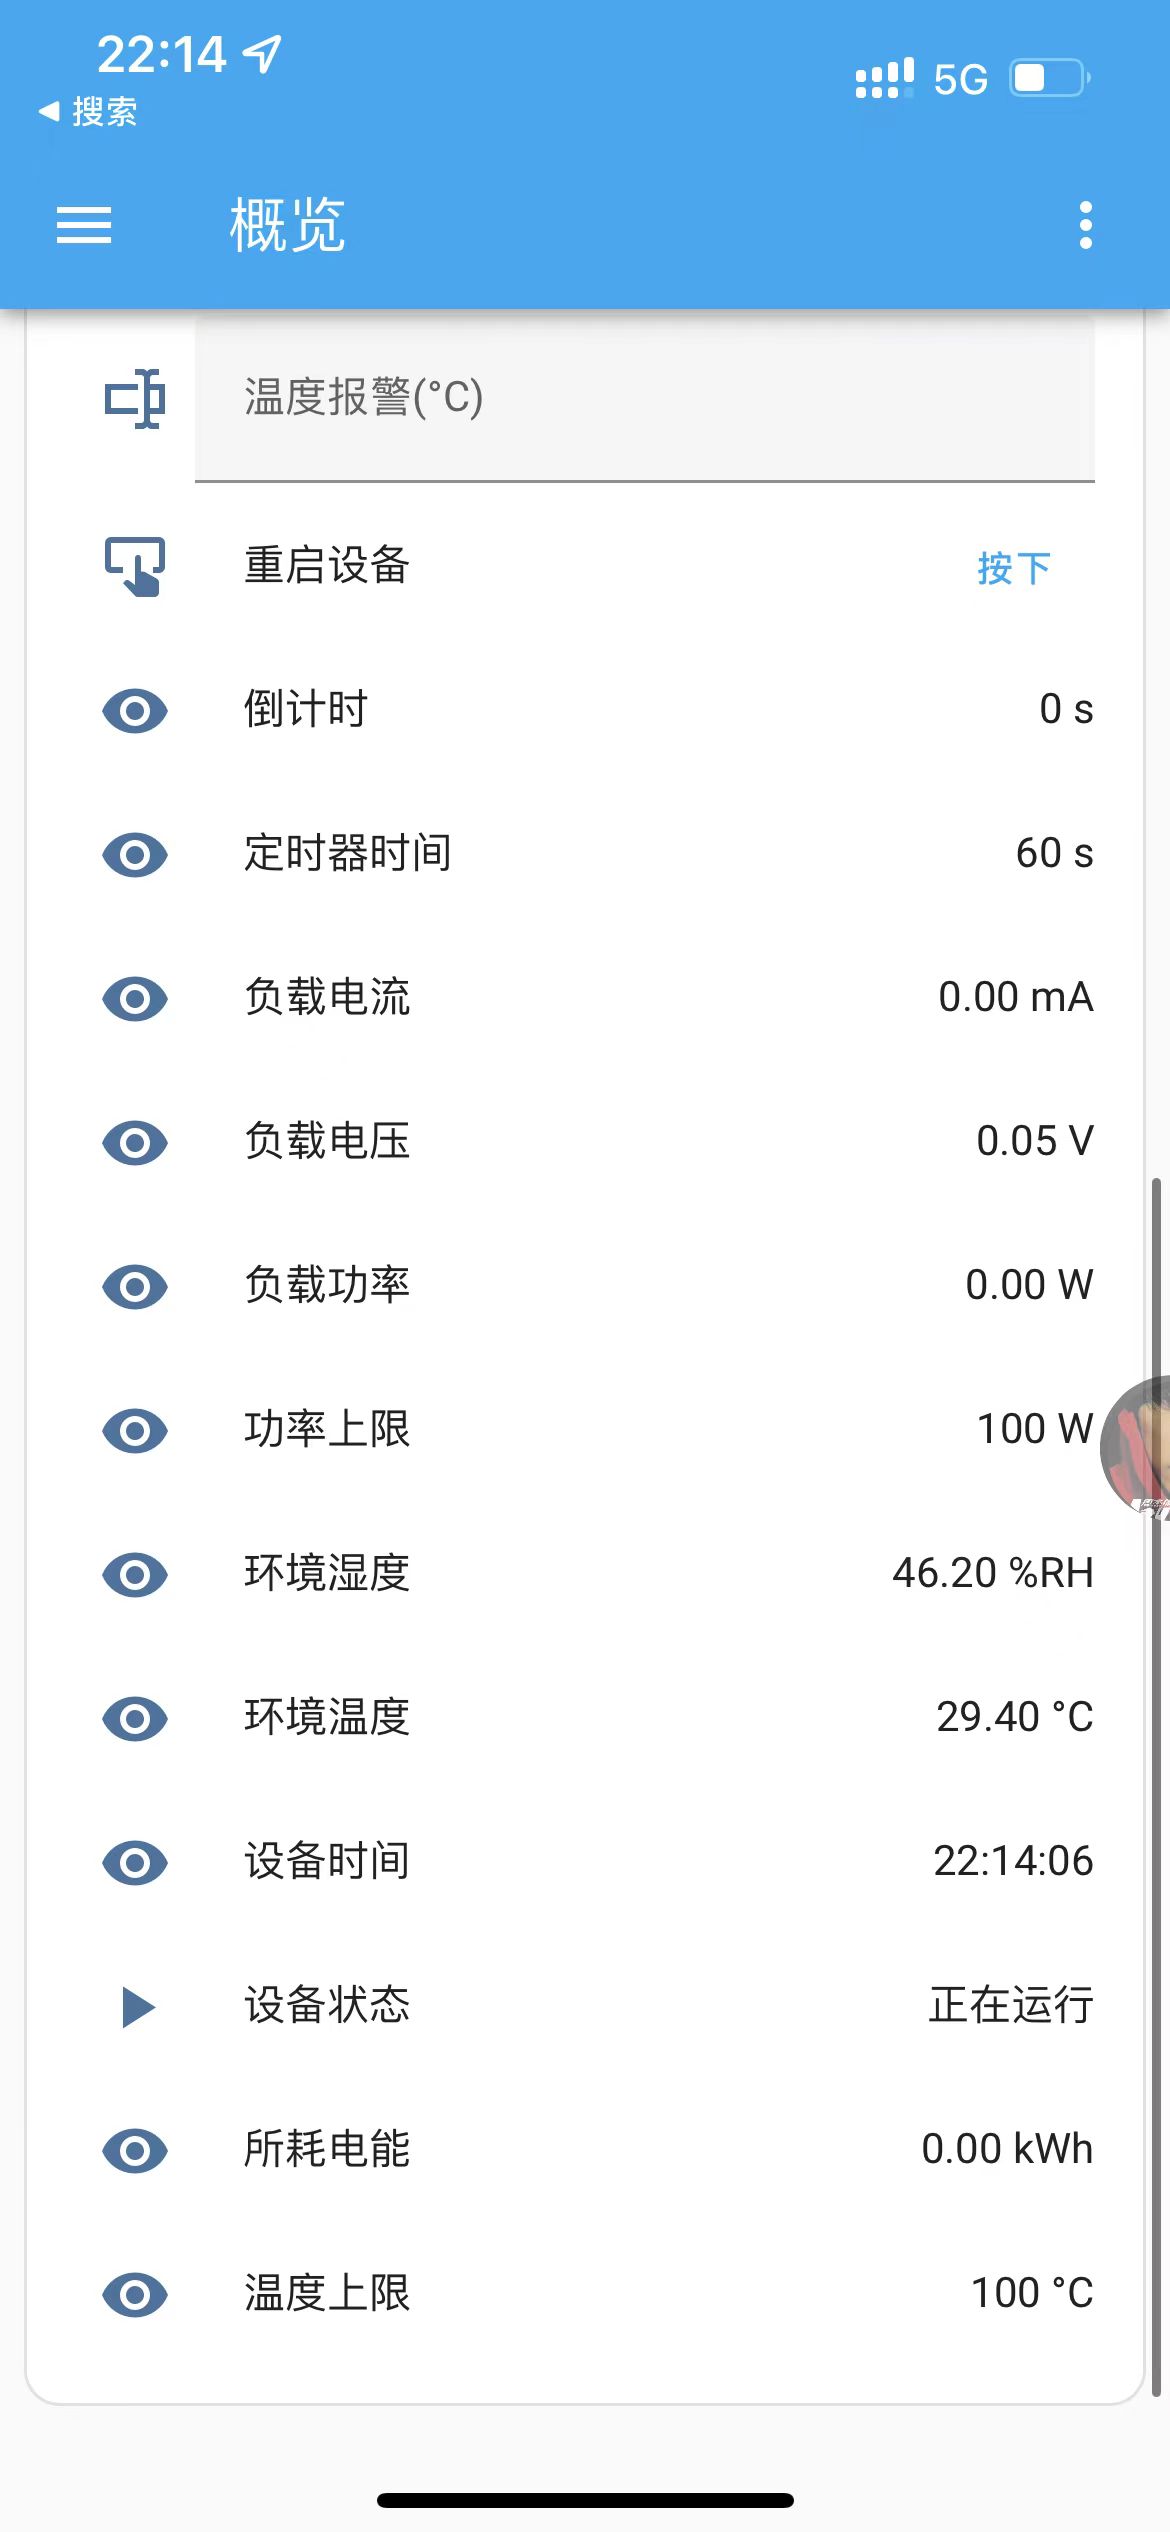 22:14
搜索
5G
概览
温度报警(°C)
重启设备 按下
倒计时 0 s
定时器时间 60 s
负载电流 0.00 mA
负载电压 0.05 V
负载功率 0.00 W
功率上限 100 W
环境湿度 46.20 %RH
环境温度 29.40 °C
设备时间 22:14:06
设备状态 正在运行
所耗电能 0.00 kWh
温度上限 100 °C